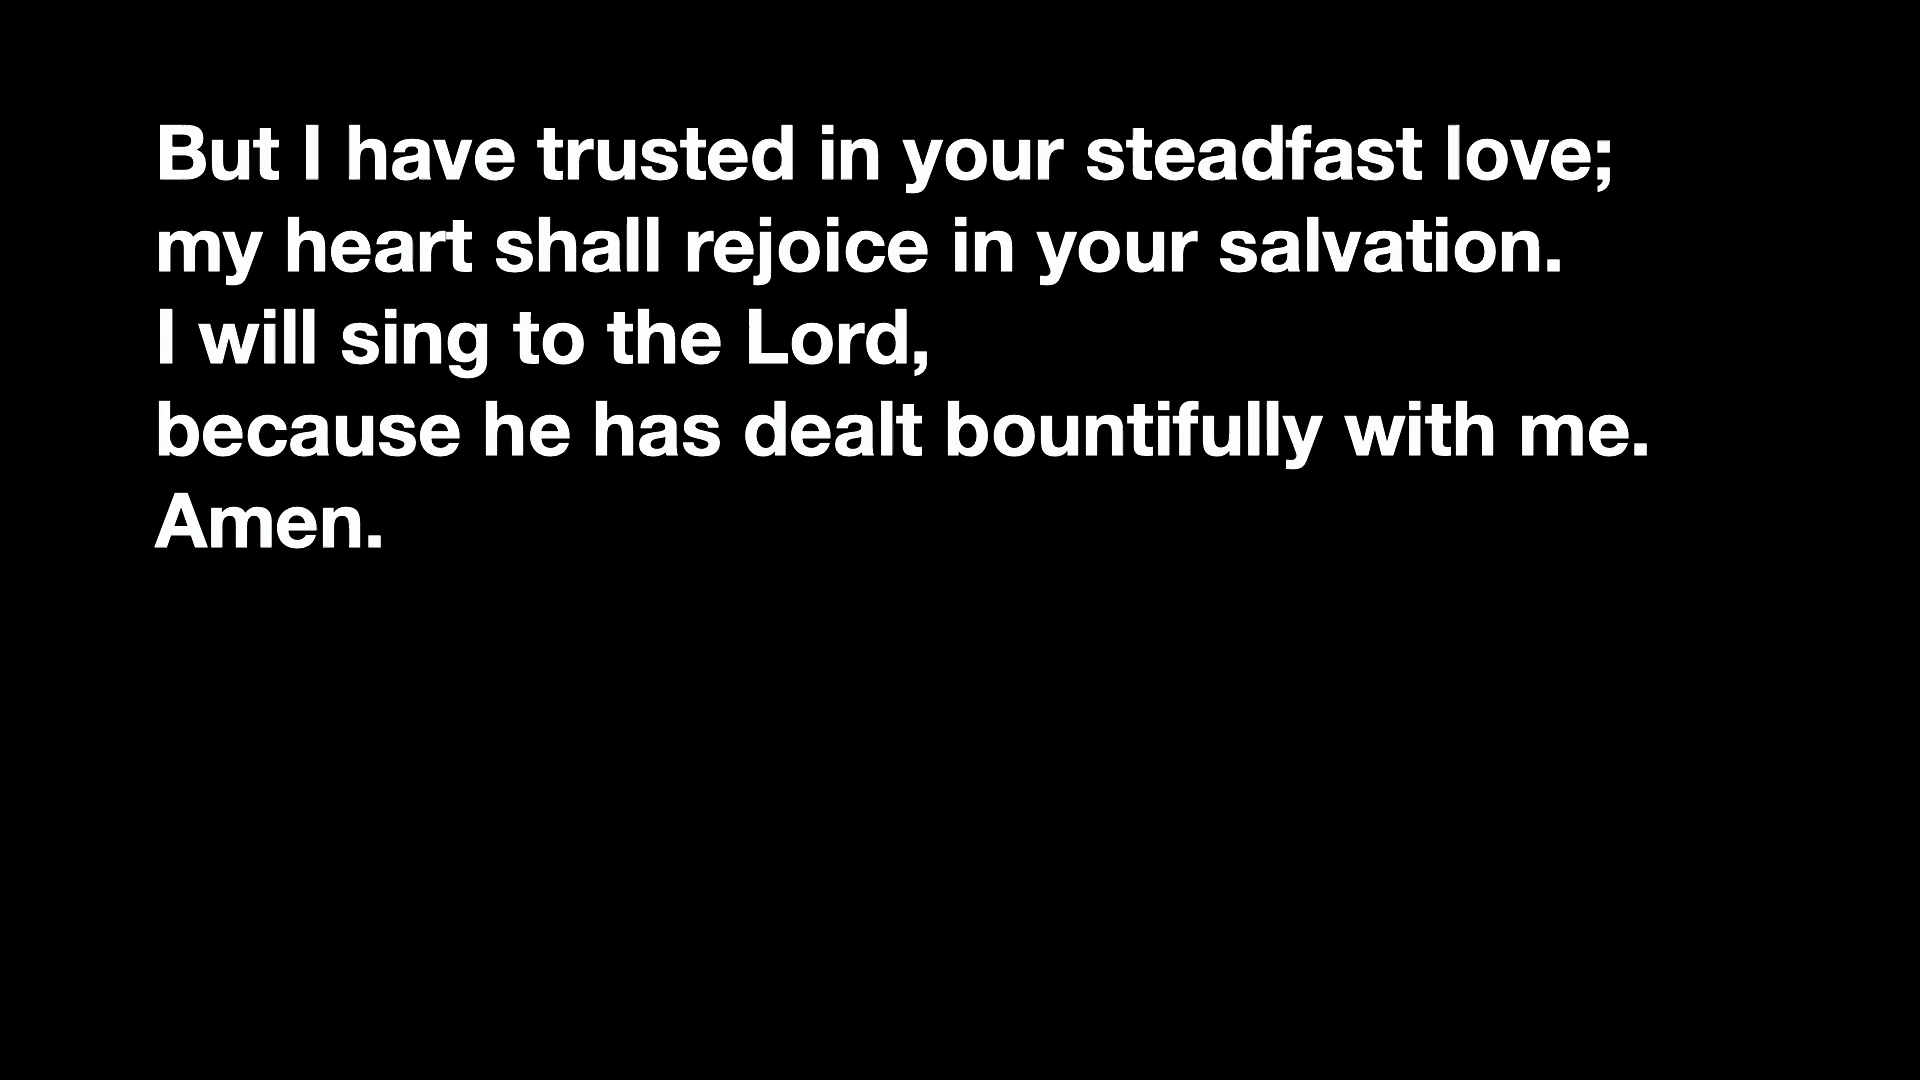 But I have trusted in your steadfast love;
my heart shall rejoice in your salvation.
I will sing to the Lord,
because he has dealt bountifully with me.
Amen.